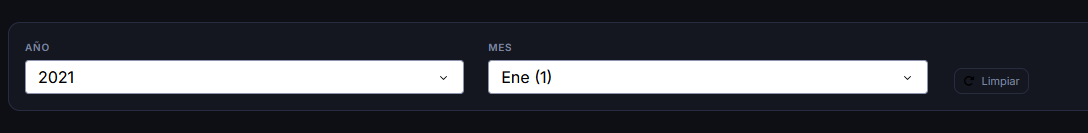 AÑO
MES
2021
Ene (1)
Limpiar